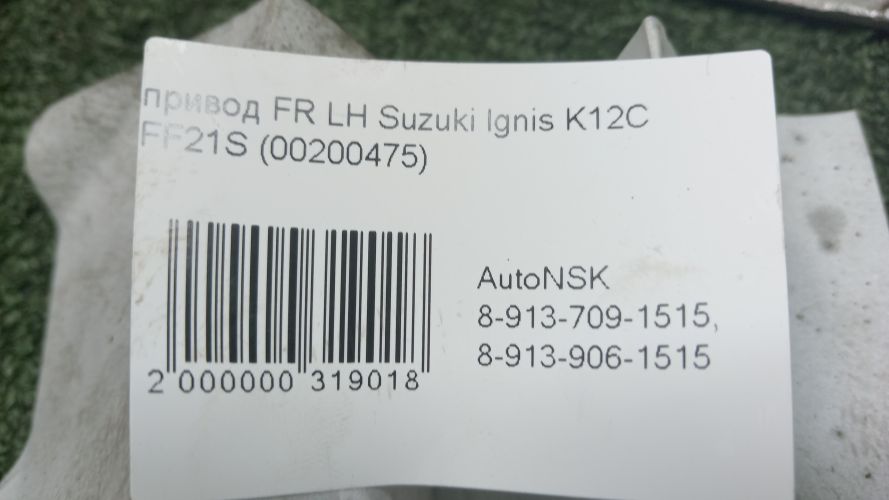 привод FR LH Suzuki Ignis K12C
FF21S (00200475)
AutoNSK
8-913-709-1515,
8-913-906-1515
2 000000 319018